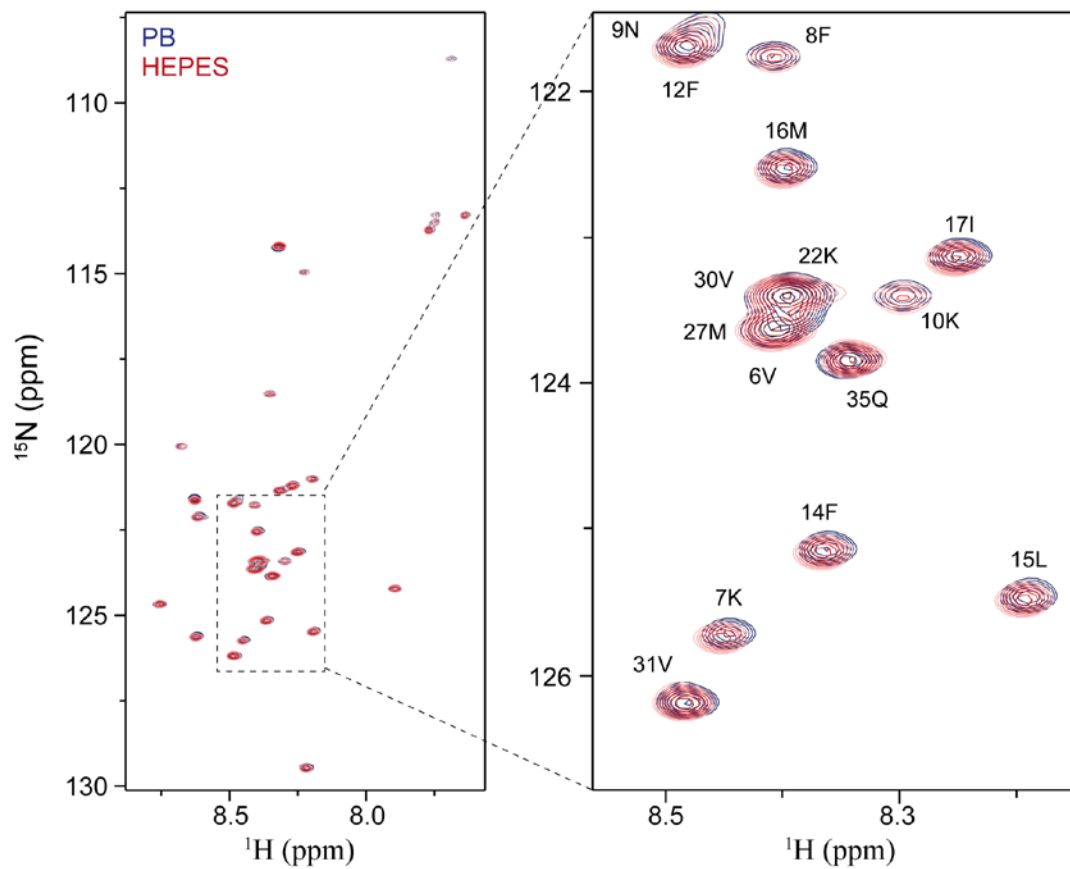 PB
HEPES
110
115
120
125
130
¹⁵N (ppm)
8.5
8.0
¹H (ppm)
9N
8F
12F
122
16M
17I
22K
30V
10K
27M
6V
124
35Q
14F
15L
7K
31V
126
8.5
8.3
¹H (ppm)